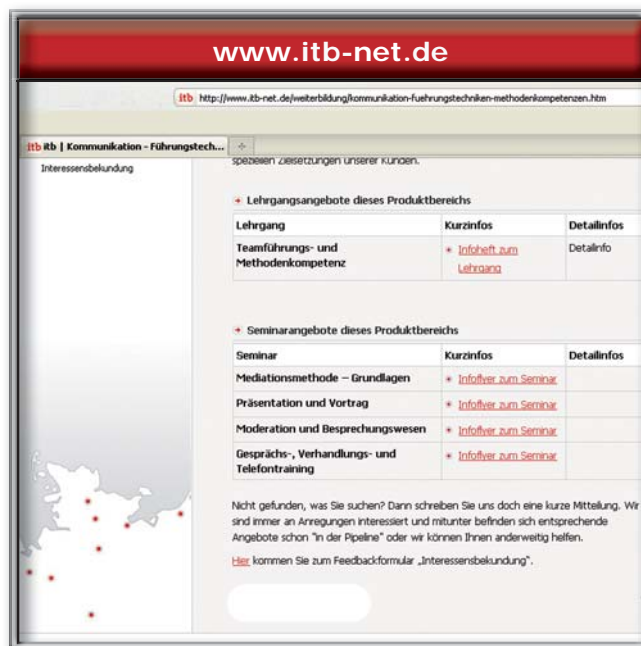 www.itb-net.de
itb http://www.itb-net.de/weiterbildung/kommunikation-fuehrungstechniken-methodenkompetenzen.htm
itb itb | Kommunikation - Führungstech...
Interessensbekundung
speziellen Zielsetzungen unserer Kunden.
Lehrgangsangebote dieses Produktbereichs
Lehrgang Kurzinfos Detailinfos
Teamführungs- und Methodenkompetenz Infoheft zum Lehrgang Detailinfo
Seminarangebote dieses Produktbereichs
Seminar Kurzinfos Detailinfos
Mediationsmethode – Grundlagen Infoflyer zum Seminar
Präsentation und Vortrag Infoflyer zum Seminar
Moderation und Besprechungswesen Infoflyer zum Seminar
Gesprächs-, Verhandlungs- und Telefontraining Infoflyer zum Seminar
Nicht gefunden, was Sie suchen? Dann schreiben Sie uns doch eine kurze Mitteilung. Wir
sind immer an Anregungen interessiert und mitunter befinden sich entsprechende
Angebote schon "in der Pipeline" oder wir können Ihnen anderweitig helfen.
Hier kommen Sie zum Feedbackformular „Interessensbekundung".